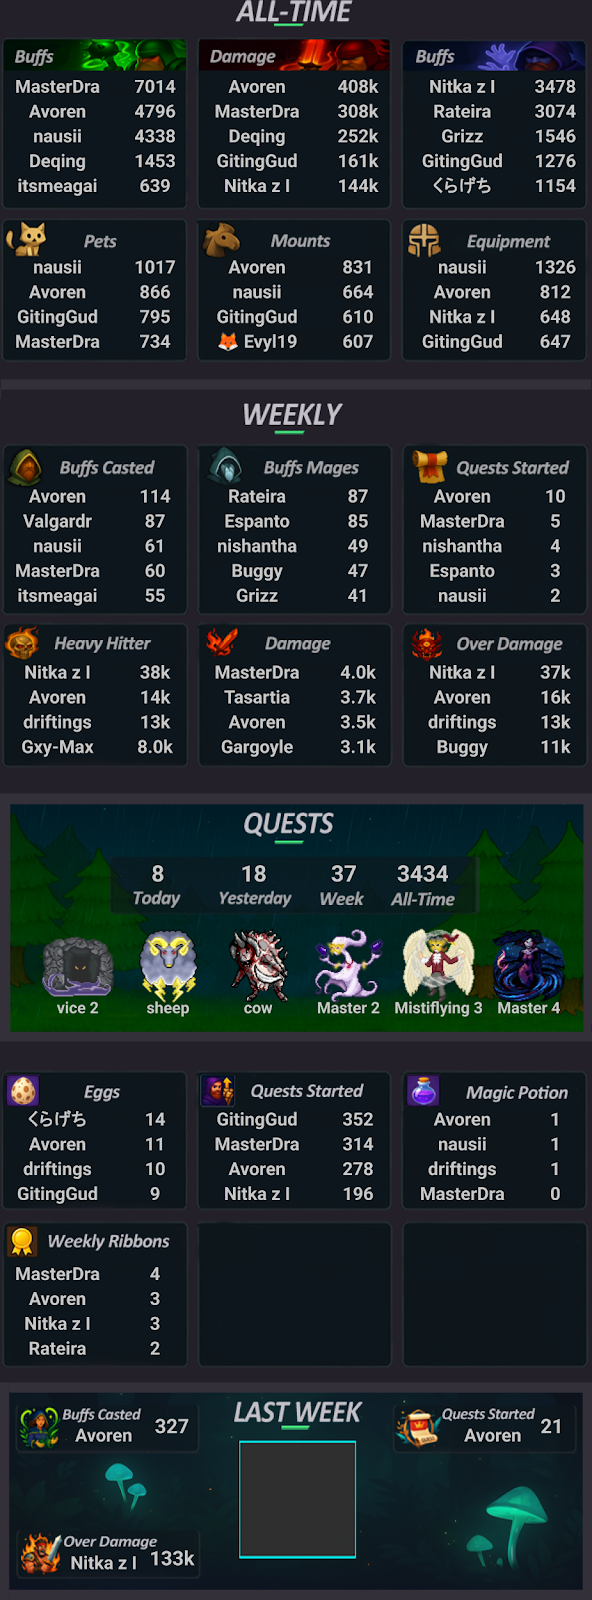 ALL-TIME
Buffs
MasterDra 7014
Avoren 4796
nausii 4338
Deqing 1453
itsmeagai 639
Damage
Avoren 408k
MasterDra 308k
Deqing 252k
GitingGud 161k
Nitka z l 144k
Buffs
Nitka z l 3478
Rateira 3074
Grizz 1546
GitingGud 1276
くらげち 1154
Pets
nausii 1017
Avoren 866
GitingGud 795
MasterDra 734
Mounts
Avoren 831
nausii 664
GitingGud 610
🦊 Evyl19 607
Equipment
nausii 1326
Avoren 812
Nitka z l 648
GitingGud 647
WEEKLY
Buffs Casted
Avoren 114
Valgardr 87
nausii 61
MasterDra 60
itsmeagai 55
Buffs Mages
Rateira 87
Espanto 85
nishantha 49
Buggy 47
Grizz 41
Quests Started
Avoren 10
MasterDra 5
nishantha 4
Espanto 3
nausii 2
Heavy Hitter
Nitka z l 38k
Avoren 14k
driftings 13k
Gxy-Max 8.0k
Damage
MasterDra 4.0k
Tasartia 3.7k
Avoren 3.5k
Gargoyle 3.1k
Over Damage
Nitka z l 37k
Avoren 16k
driftings 13k
Buggy 11k
QUESTS
8 18 37 3434
Today Yesterday Week All-Time
vice 2 sheep cow Master 2 Mistiflying 3 Master 4
Eggs
くらげち 14
Avoren 11
driftings 10
GitingGud 9
Quests Started
GitingGud 352
MasterDra 314
Avoren 278
Nitka z l 196
Magic Potion
Avoren 1
nausii 1
driftings 1
MasterDra 0
Weekly Ribbons
MasterDra 4
Avoren 3
Nitka z l 3
Rateira 2
LAST WEEK
Buffs Casted
Avoren 327
Quests Started
Avoren 21
Over Damage
Nitka z l 133k